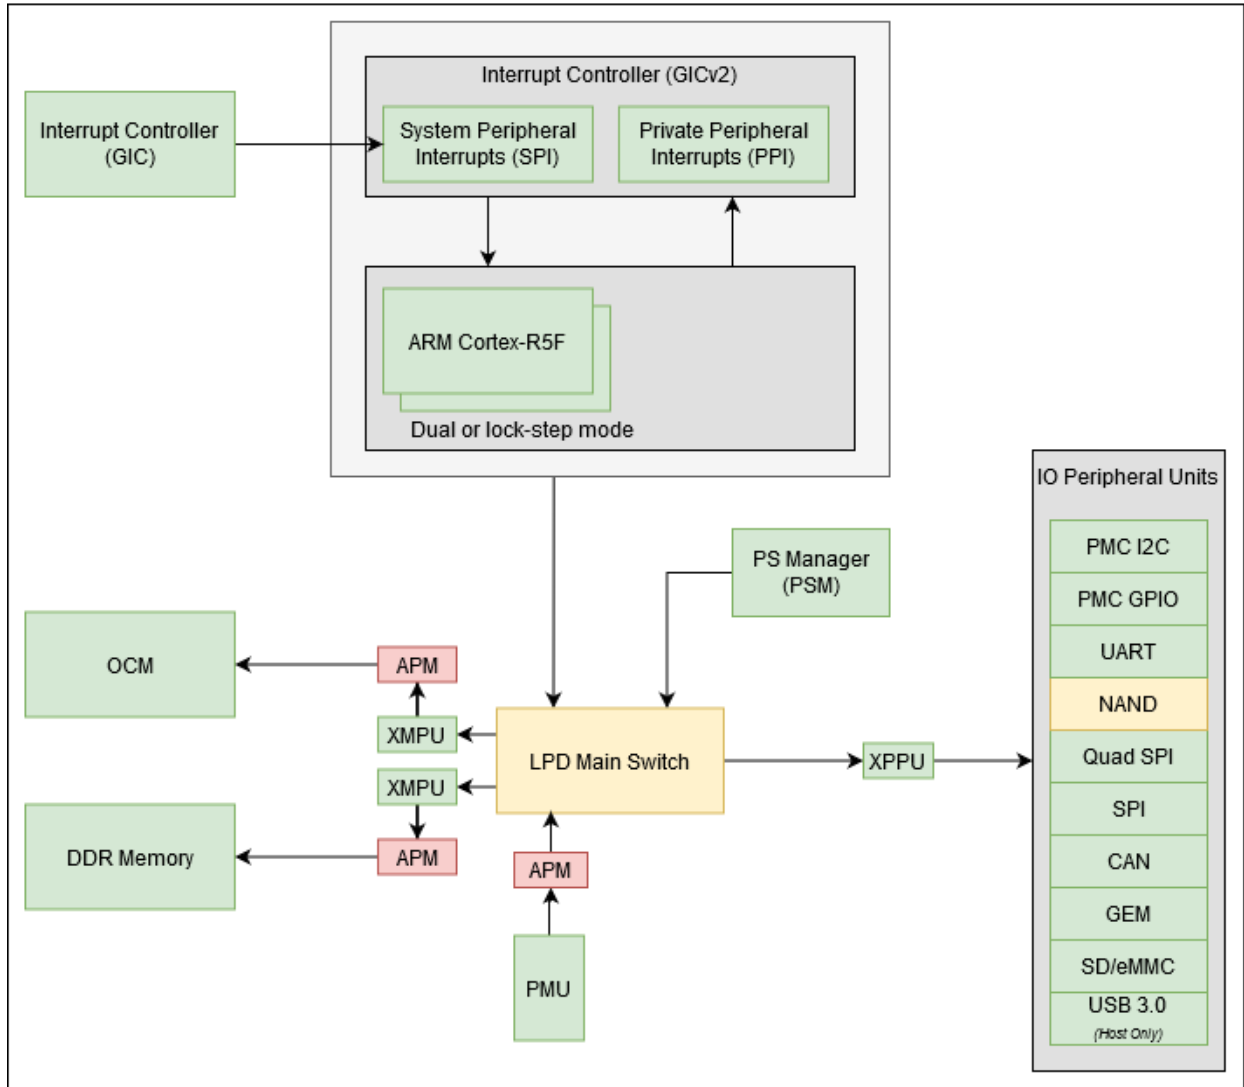 Interrupt Controller (GICv2)
Interrupt Controller
(GIC)
System Peripheral
Interrupts (SPI)
Private Peripheral
Interrupts (PPI)
ARM Cortex-R5F
Dual or lock-step mode
IO Peripheral Units
PMC I2C
PMC GPIO
UART
NAND
Quad SPI
SPI
CAN
GEM
SD/eMMC
USB 3.0
(Host Only)
PS Manager
(PSM)
OCM
APM
XMPU
LPD Main Switch
XPPU
XMPU
DDR Memory
APM
APM
PMU